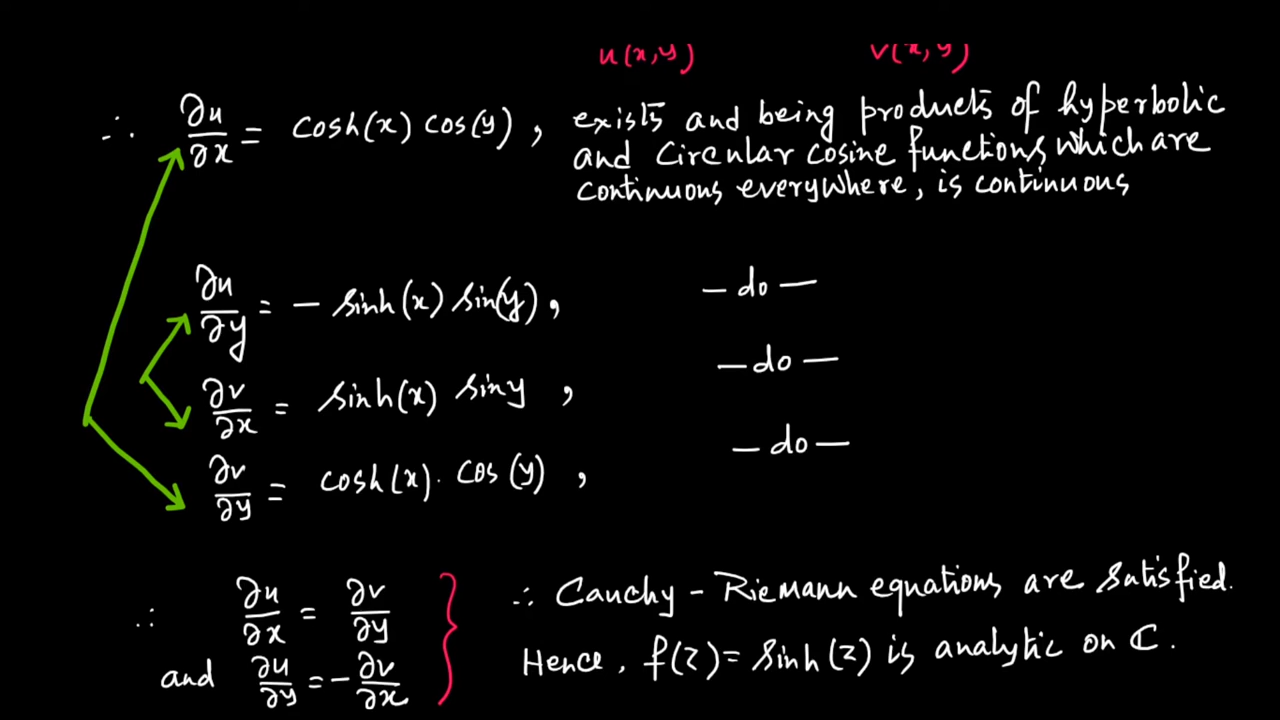 u(x,y) v(x,y)
∴ ∂u/∂x = cosh(x) cos(y), exists and being products of hyperbolic
and circular cosine functions, which are
continuous everywhere, is continuous
∂u/∂y = − sinh(x) sin(y), — do —
∂v/∂x = sinh(x) siny, — do —
∂v/∂y = cosh(x). cos(y), — do —
∴ ∂u/∂x = ∂v/∂y
and ∂u/∂y = −∂v/∂x
∴ Cauchy - Riemann equations are satisfied.
Hence, f(z) = sinh(z) is analytic on ℂ.